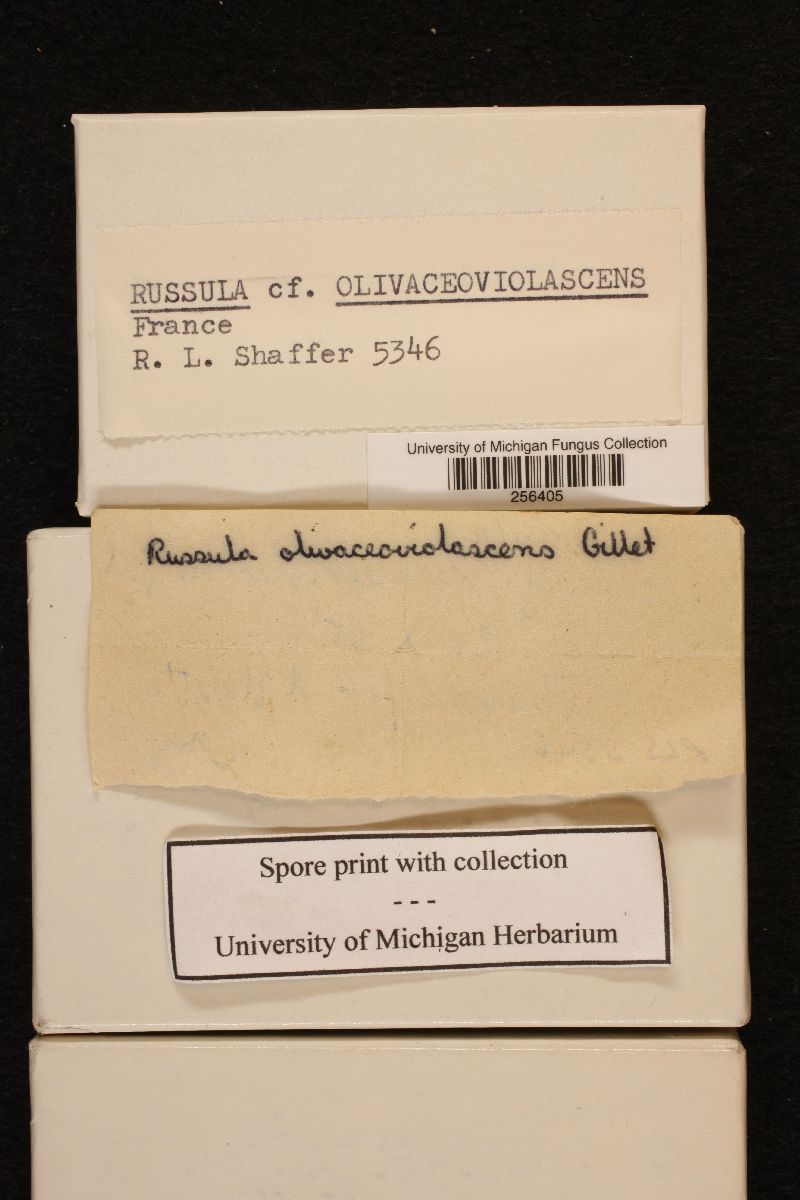 RUSSULA cf. OLIVACEOVIOLASCENS
France
R. L. Shaffer 5346
University of Michigan Fungus Collection
256405
Russula olivaceoviolascens Gillet
Spore print with collection
---
University of Michigan Herbarium